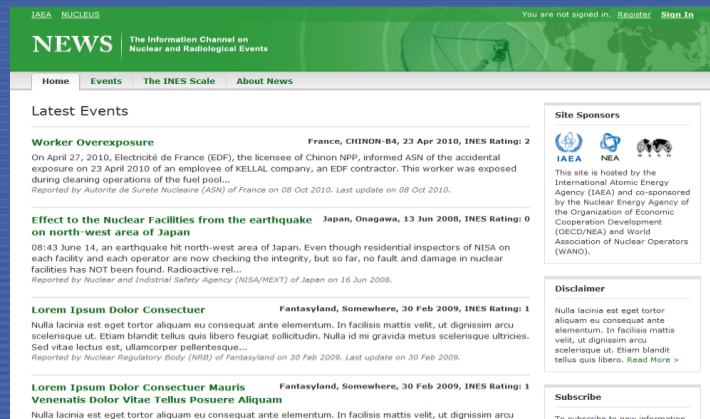 IAEA NUCLEUS
You are not signed in. Register Sign In
NEWS
The Information Channel on
Nuclear and Radiological Events
Home Events The INES Scale About News
Latest Events
Worker Overexposure France, CHINON-B4, 23 Apr 2010, INES Rating: 2
On April 27, 2010, Electricité de France (EDF), the licensee of Chinon NPP, informed ASN of the accidental
exposure on 23 April 2010 of an employee of KELLAL company, an EDF contractor. This worker was exposed
during cleaning operations of the fuel pool...
Reported by Autorite de Surete Nucleaire (ASN) of France on 08 Oct 2010. Last update on 08 Oct 2010.
Effect to the Nuclear Facilities from the earthquake Japan, Onagawa, 13 Jun 2008, INES Rating: 0
on north-west area of Japan
08:43 June 14, an earthquake hit north-west area of Japan. Even though residential inspectors of NISA on
each facility and each operator are now checking the integrity, but so far, no fault and damage in nuclear
facilities has NOT been found. Radioactive rel...
Reported by Nuclear and Indistrial Safety Agency (NISA/MEXT) of Japan on 16 Jun 2008.
Lorem Ipsum Dolor Consectuer Fantasyland, Somewhere, 30 Feb 2009, INES Rating: 1
Nulla lacinia est eget tortor aliquam eu consequat ante elementum. In facilisis mattis velit, ut dignissim arcu
scelerisque ut. Etiam blandit tellus quis libero feugiat sollicitudin. Nulla id mi gravida metus scelerisque ultricies.
Sed vitae lectus est, ullamcorper pellentesque...
Reported by Nuclear Regulatory Body (NRB) of Fantasyland on 30 Feb 2009. Last update on 30 Feb 2009.
Lorem Ipsum Dolor Consectuer Mauris Fantasyland, Somewhere, 30 Feb 2009, INES Rating: 1
Venenatis Dolor Vitae Tellus Posuere Aliquam
Nulla lacinia est eget tortor aliquam eu consequat ante elementum. In facilisis mattis velit, ut dignissim arcu
Site Sponsors
IAEA NEA WANO
This site is hosted by the
International Atomic Energy
Agency (IAEA) and co-sponsored
by the Nuclear Energy Agency of
the Organization of Economic
Cooperation Development
(OECD/NEA) and World
Association of Nuclear Operators
(WANO).
Disclaimer
Nulla lacinia est eget tortor
aliquam eu consequat ante
elementum. In facilisis mattis
velit, ut dignissim arcu
scelerisque ut. Etiam blandit
tellus quis libero. Read More >
Subscribe
To subscribe to new information